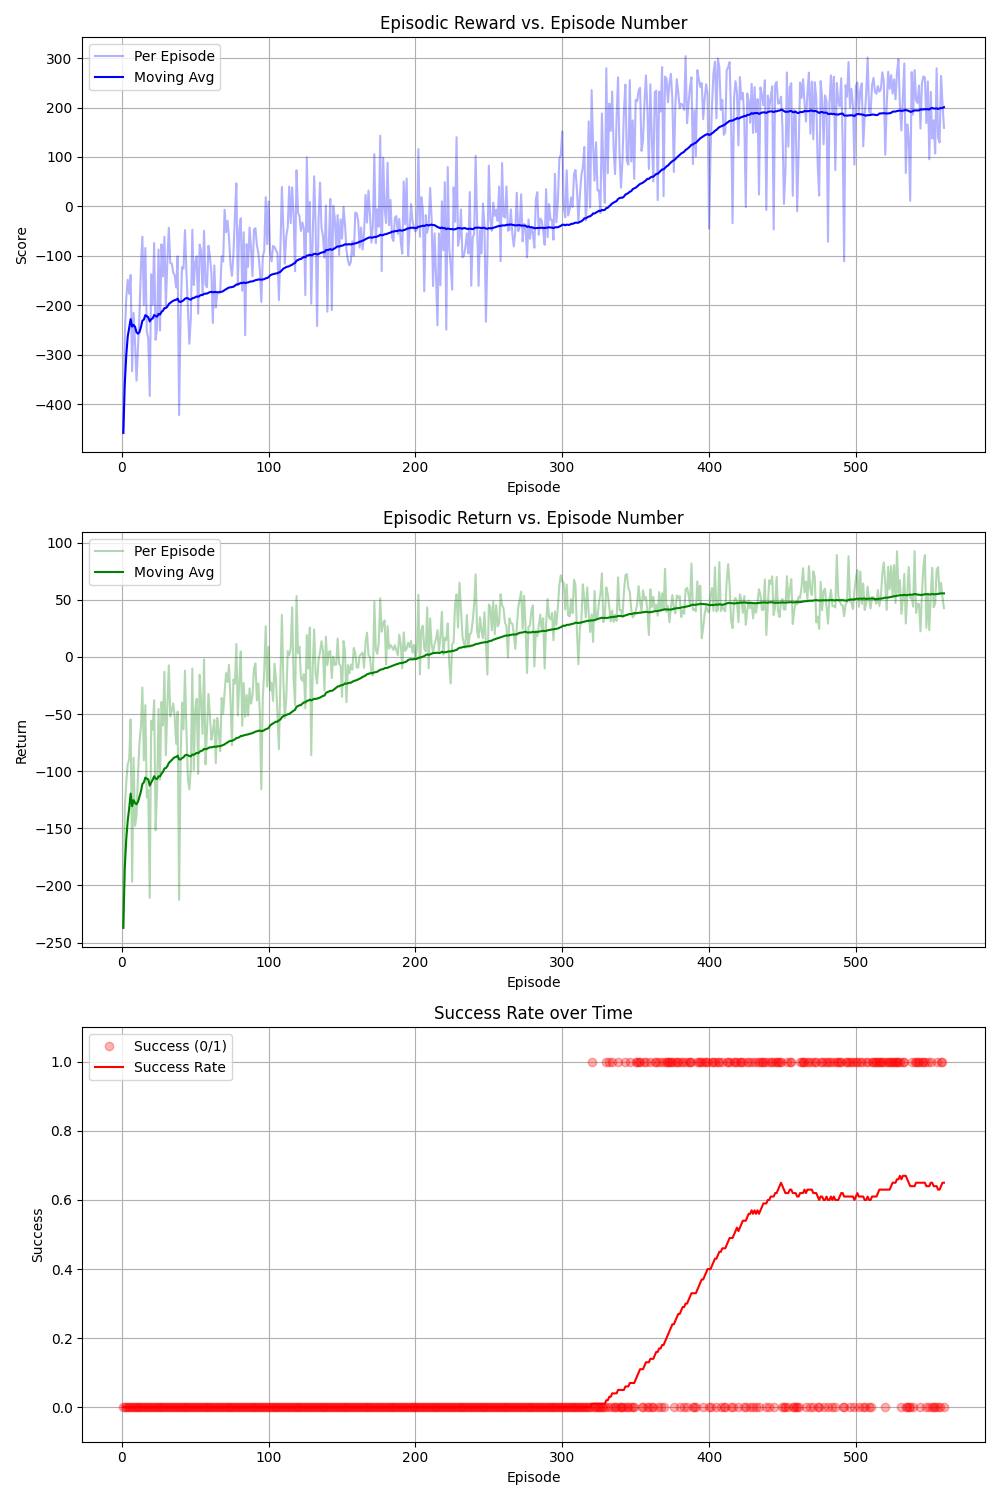 Episodic Reward vs. Episode Number
Per Episode
Moving Avg
300
200
100
0
−100
−200
−300
−400
Score
0 100 200 300 400 500
Episode
Episodic Return vs. Episode Number
Per Episode
Moving Avg
100
50
0
−50
−100
−150
−200
−250
Return
0 100 200 300 400 500
Episode
Success Rate over Time
Success (0/1)
Success Rate
1.0
0.8
0.6
0.4
0.2
0.0
Success
0 100 200 300 400 500
Episode